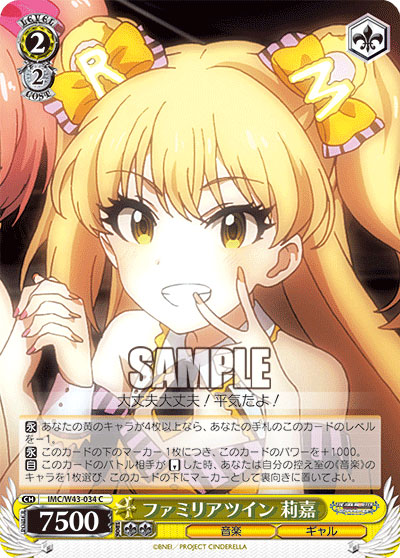 LEVEL
2
2
COST
R
M
SAMPLE
大丈夫大丈夫！平気だよ！
永 あなたの他のキャラが4枚以上なら、あなたの手札のこのカードのレベル
を－1。
永 このカードの下のマーカー1枚につき、このカードのパワーを＋1000。
自 このカードのバトル相手が【】した時、あなたは自分の控え室の《音楽》の
キャラを1枚選び、このカードの下にマーカーとして裏向きに置いてよい。
CH
IMC/W43-034 C
ファミリアツイン 莉嘉
7500
音楽
ギャル
©BNEI / PROJECT CINDERELLA